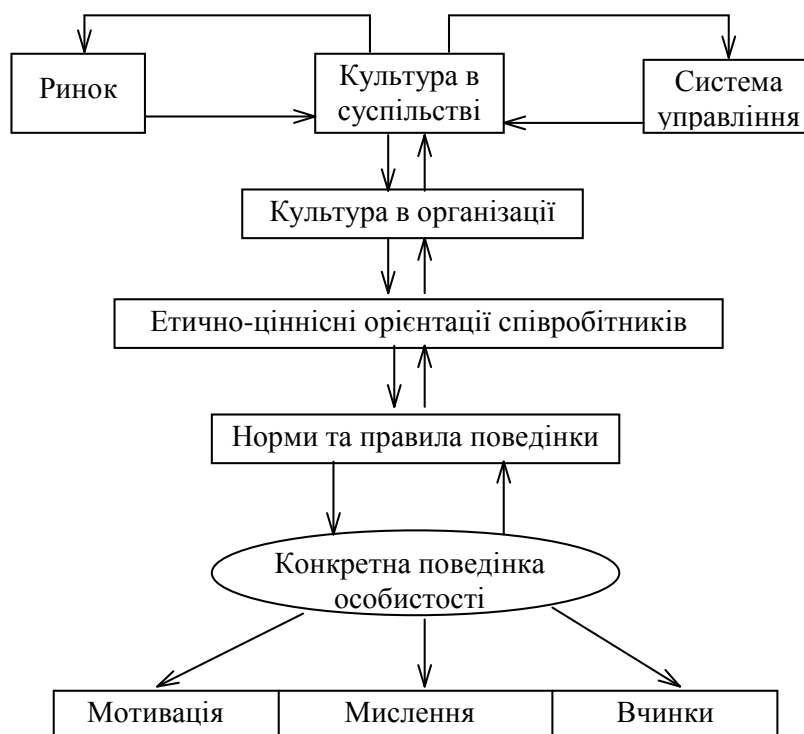 Ринок
Культура в
суспільстві
Система
управління
Культура в організації
Етично-ціннісні орієнтації співробітників
Норми та правила поведінки
Конкретна поведінка
особистості
Мотивація
Мислення
Вчинки